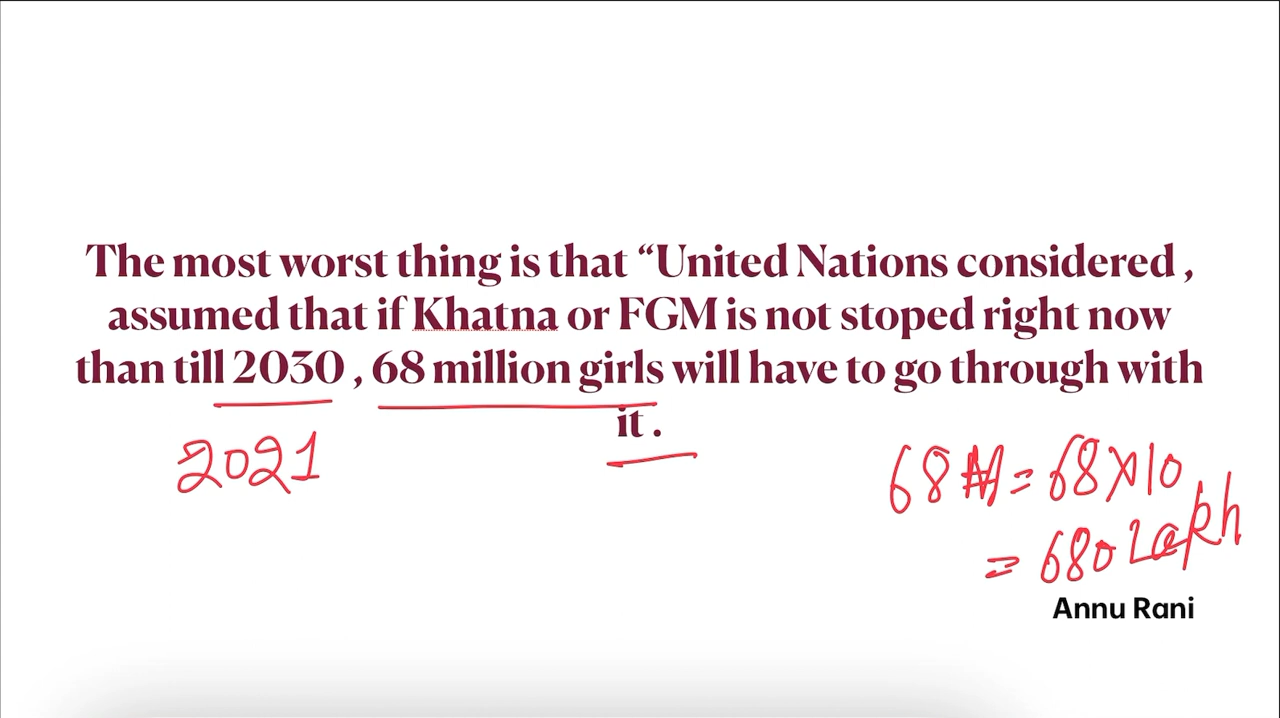 The most worst thing is that “United Nations considered ,
assumed that if Khatna or FGM is not stoped right now
than till 2030 , 68 million girls will have to go through with
it .
2021
68 M = 68 X 10
= 680 Lakh
Annu Rani